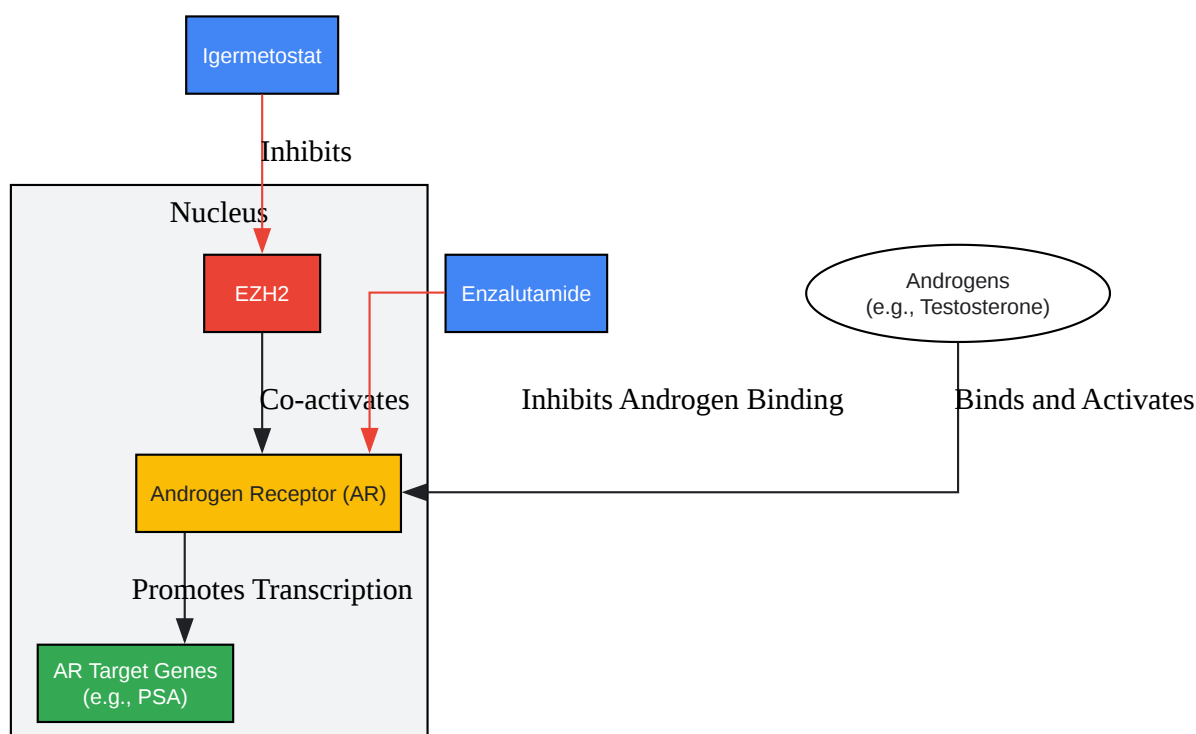 Igermetostat
Inhibits
Nucleus
EZH2
Enzalutamide
Androgens
(e.g., Testosterone)
Co-activates
Inhibits Androgen Binding
Binds and Activates
Androgen Receptor (AR)
Promotes Transcription
AR Target Genes
(e.g., PSA)